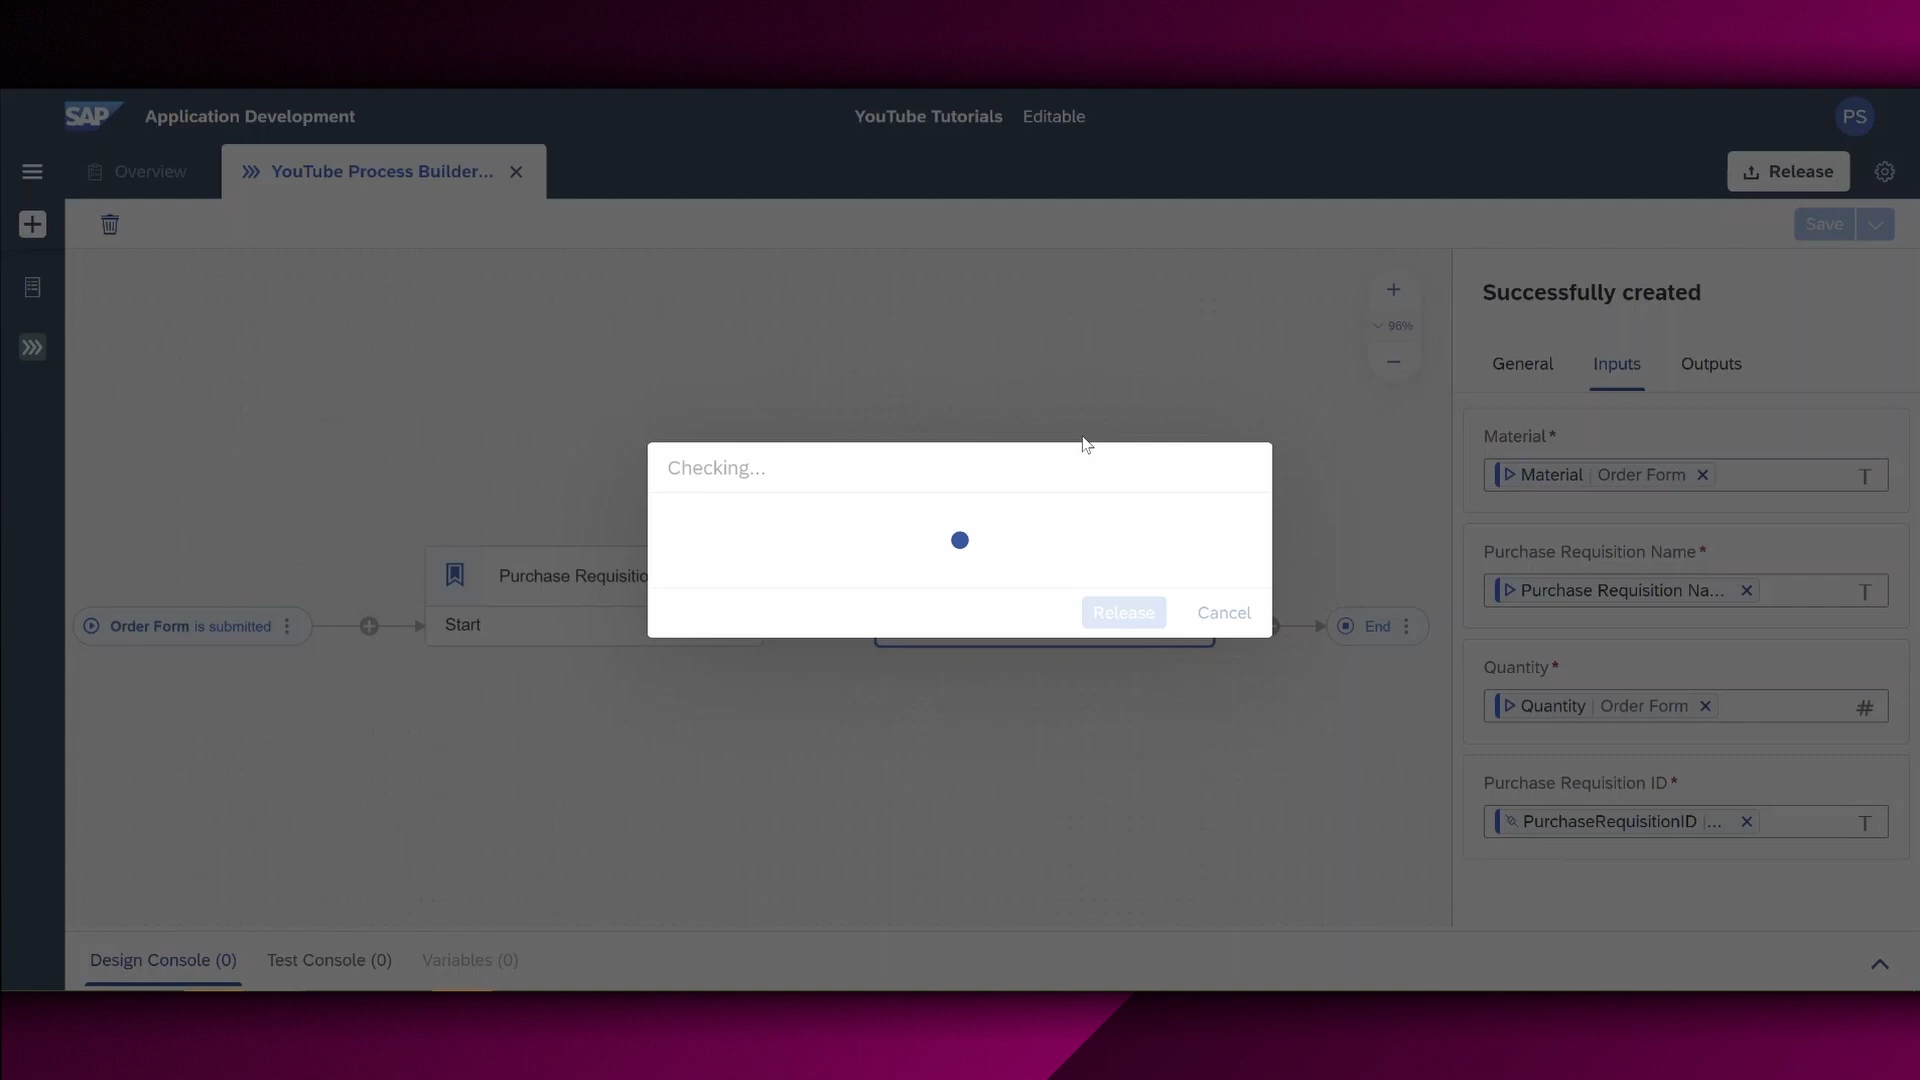 SAP Application Development YouTube Tutorials Editable PS
Overview YouTube Process Builder... Release
Save
96%
Successfully created
General Inputs Outputs
Material*
Material Order Form
Purchase Requisition Name*
Purchase Requisition Na...
Quantity*
Quantity Order Form #
Purchase Requisition ID*
PurchaseRequisitionID ...
Checking...
Release Cancel
Order Form is submitted
Purchase Requisitio
Start
End
Design Console (0) Test Console (0) Variables (0)